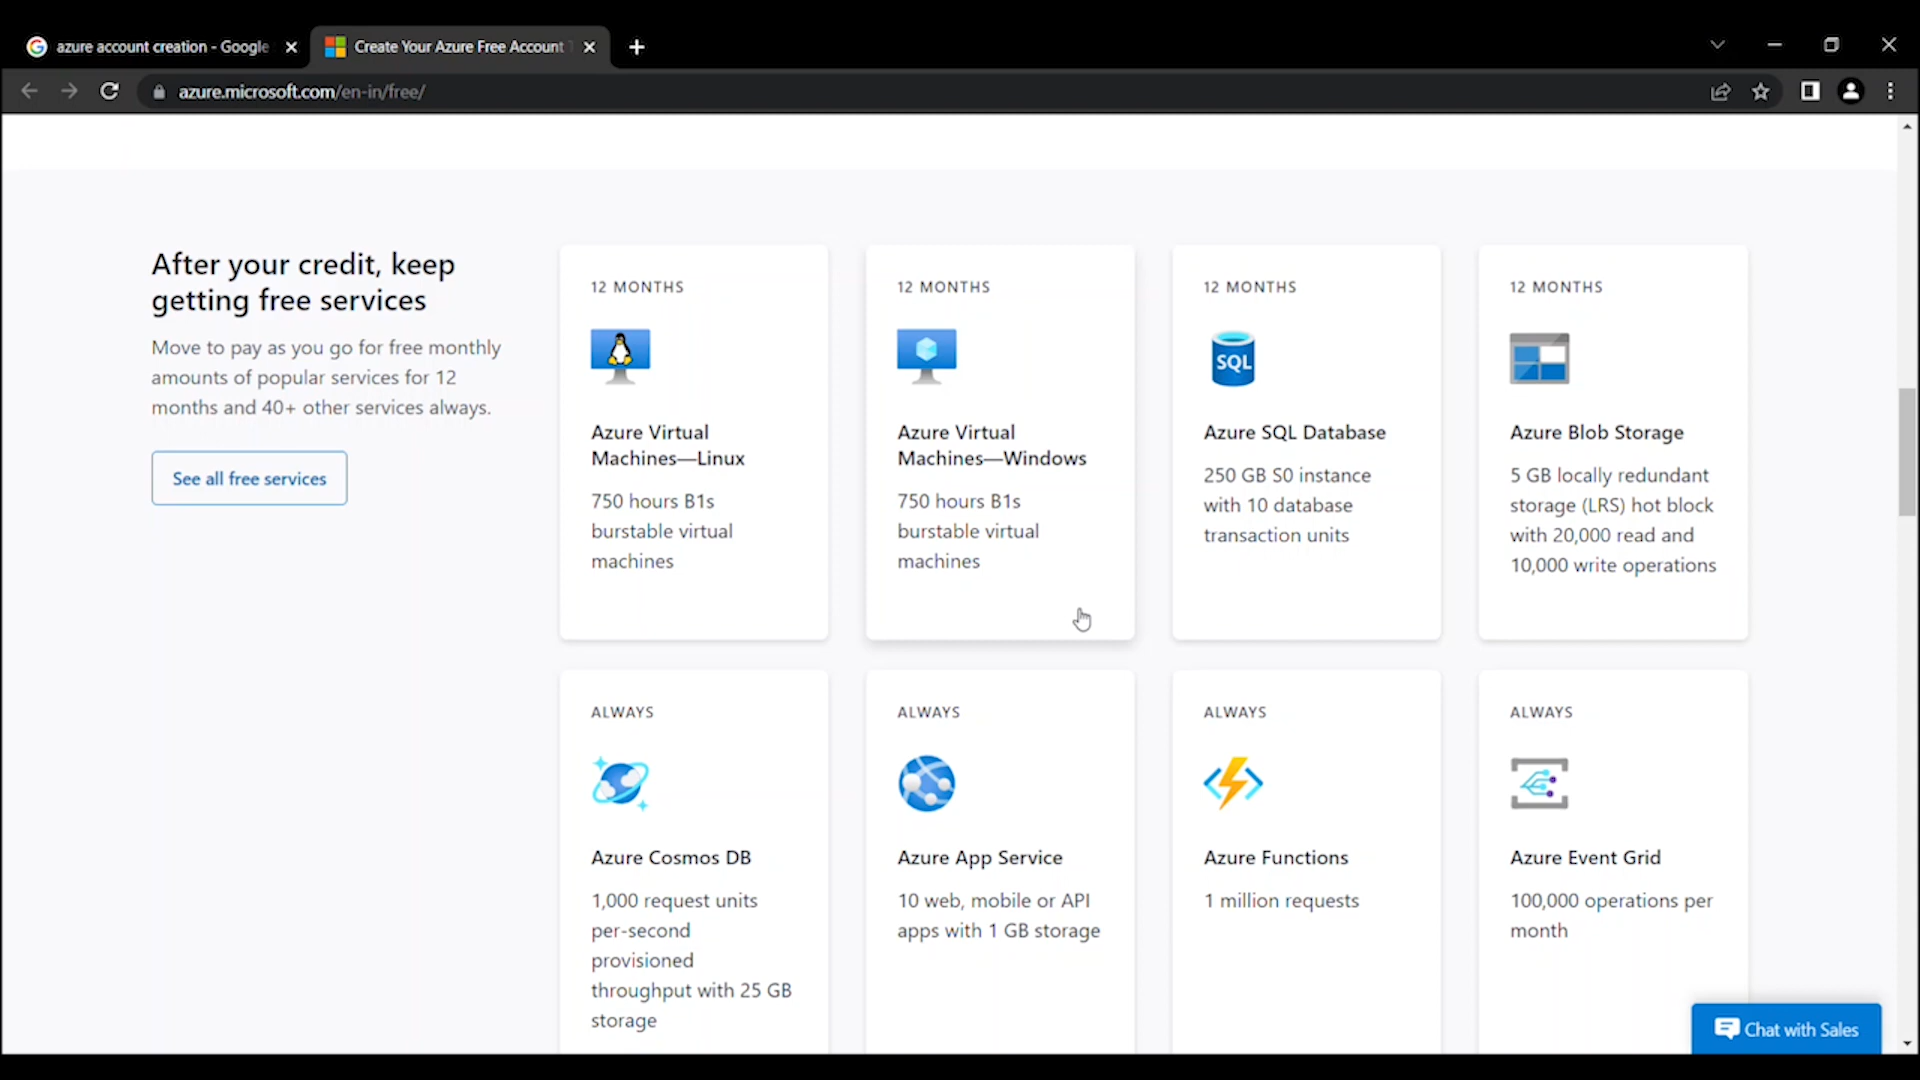 azure account creation - Google
Create Your Azure Free Account T
azure.microsoft.com/en-in/free/
After your credit, keep
getting free services
Move to pay as you go for free monthly
amounts of popular services for 12
months and 40+ other services always.
See all free services
12 MONTHS
Azure Virtual
Machines—Linux
750 hours B1s
burstable virtual
machines
12 MONTHS
Azure Virtual
Machines—Windows
750 hours B1s
burstable virtual
machines
12 MONTHS
SQL
Azure SQL Database
250 GB S0 instance
with 10 database
transaction units
12 MONTHS
Azure Blob Storage
5 GB locally redundant
storage (LRS) hot block
with 20,000 read and
10,000 write operations
ALWAYS
Azure Cosmos DB
1,000 request units
per-second
provisioned
throughput with 25 GB
storage
ALWAYS
Azure App Service
10 web, mobile or API
apps with 1 GB storage
ALWAYS
Azure Functions
1 million requests
ALWAYS
Azure Event Grid
100,000 operations per
month
Chat with Sales